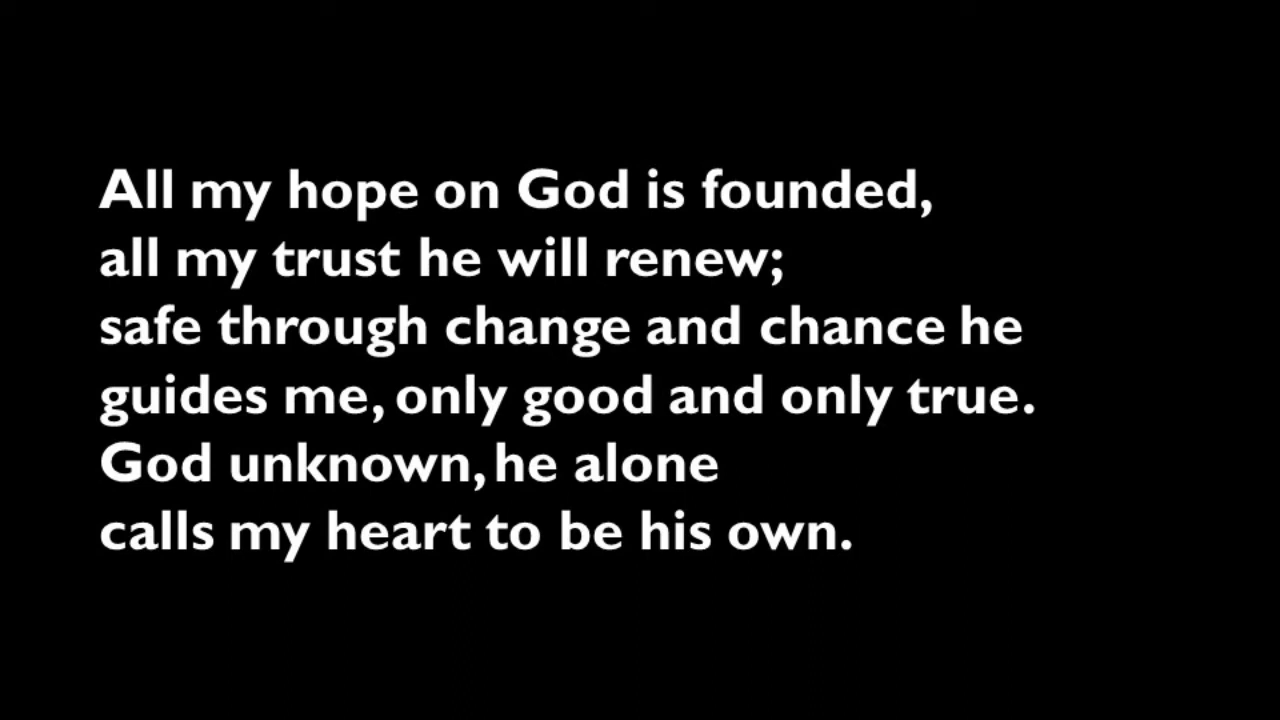 All my hope on God is founded,
all my trust he will renew;
safe through change and chance he
guides me, only good and only true.
God unknown, he alone
calls my heart to be his own.